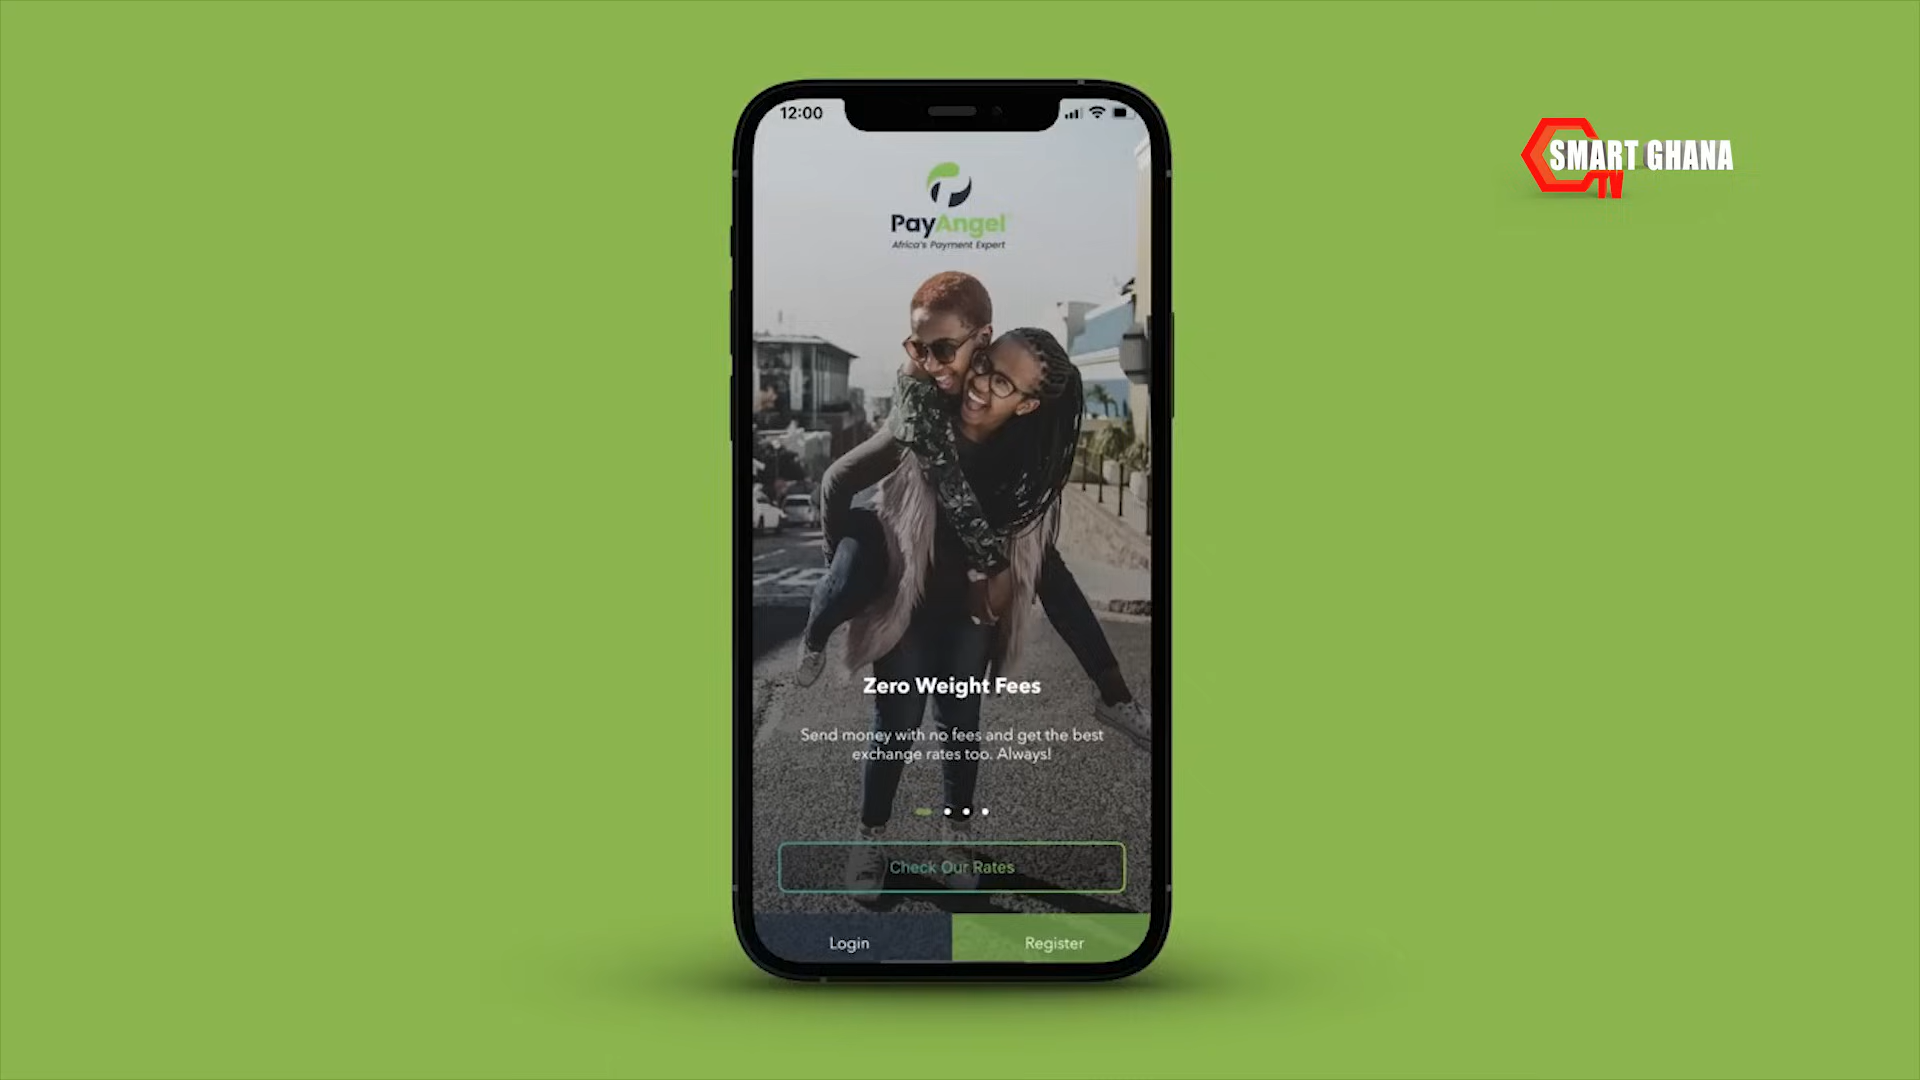 12:00
SMART GHANA
TV
PayAngel
Africa's Payment Expert
Zero Weight Fees
Send money with no fees and get the best
exchange rates too. Always!
Check Our Rates
Login
Register